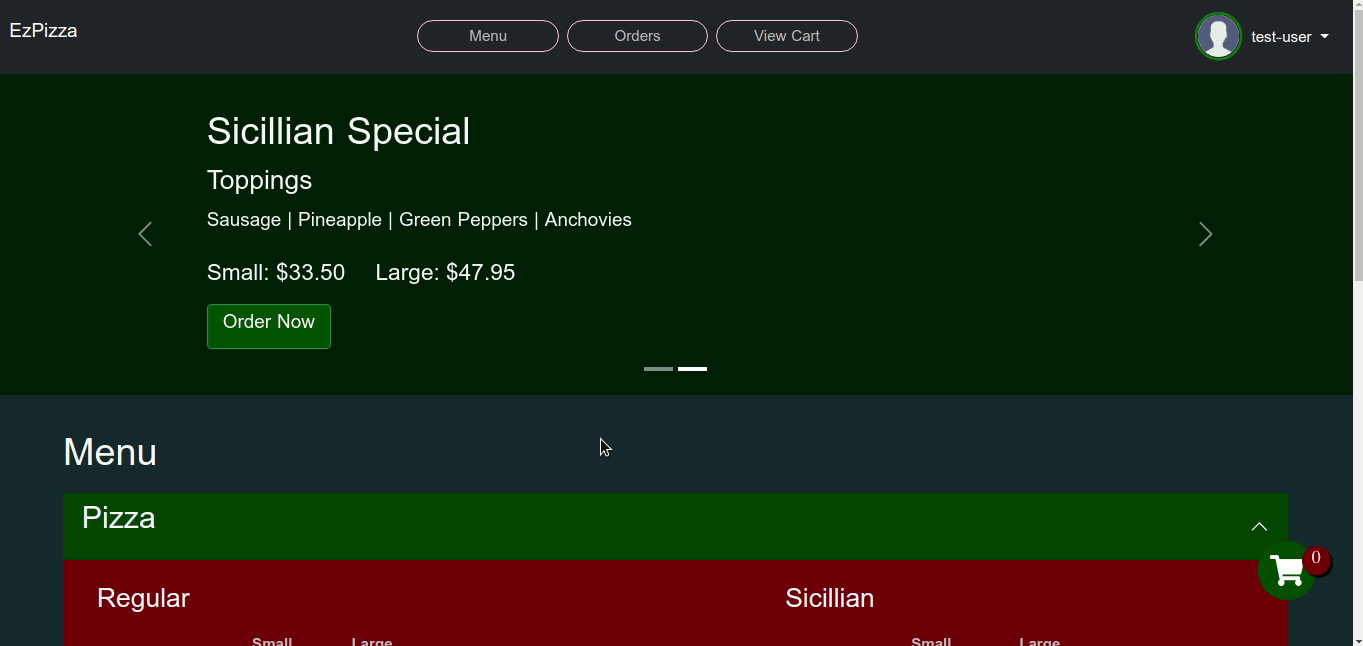 EzPizza
Menu
Orders
View Cart
test-user
Sicillian Special
Toppings
Sausage | Pineapple | Green Peppers | Anchovies
Small: $33.50 Large: $47.95
Order Now
Menu
Pizza
0
Regular
Sicillian
Small Large
Small Large